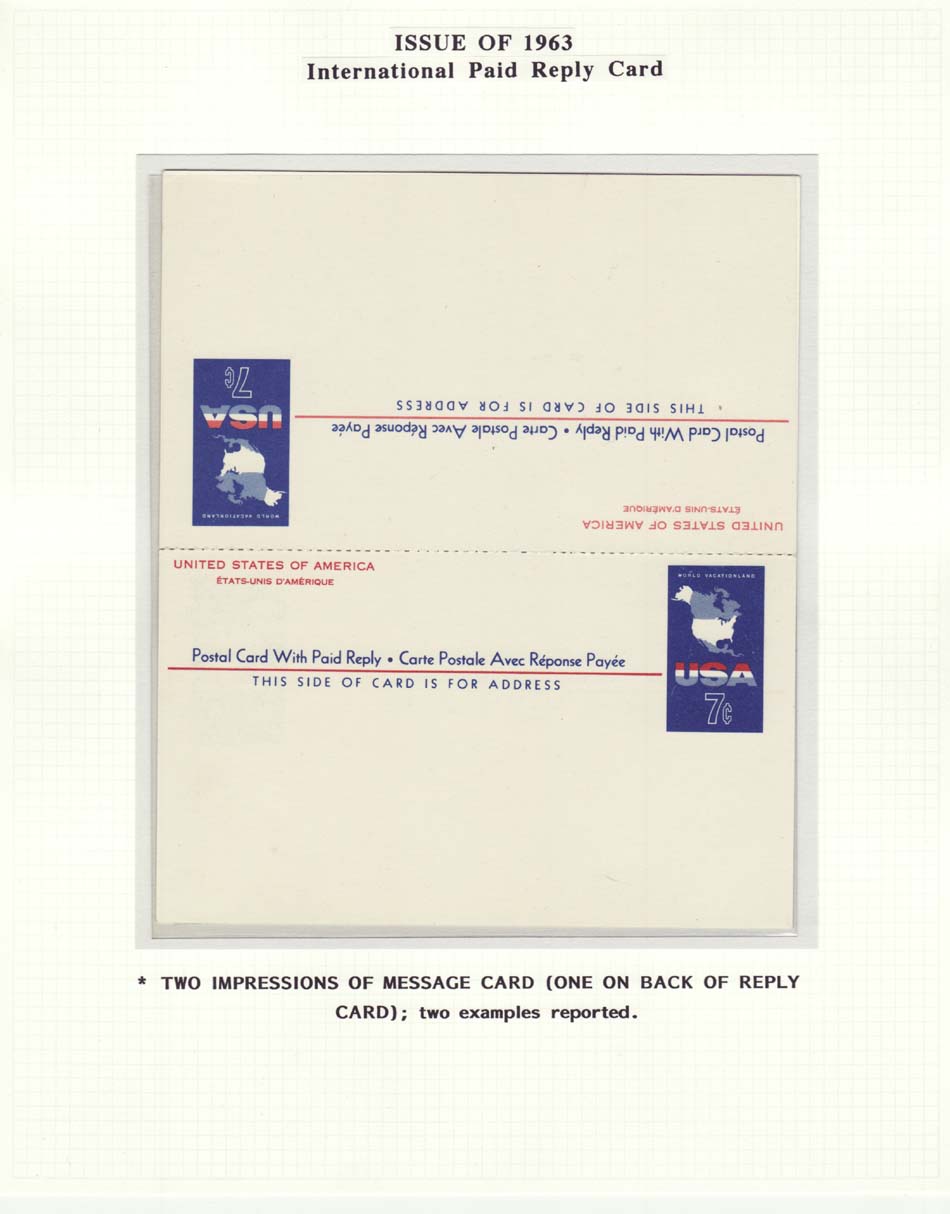 ISSUE OF 1963
International Paid Reply Card
7¢
USA
WORLD VACATIONLAND
THIS SIDE OF CARD IS FOR ADDRESS
Postal Card With Paid Reply • Carte Postale Avec Réponse Payée
ÉTATS-UNIS D'AMÉRIQUE
UNITED STATES OF AMERICA
UNITED STATES OF AMERICA
ÉTATS-UNIS D'AMÉRIQUE
Postal Card With Paid Reply • Carte Postale Avec Réponse Payée
THIS SIDE OF CARD IS FOR ADDRESS
WORLD VACATIONLAND
USA
7¢
* TWO IMPRESSIONS OF MESSAGE CARD (ONE ON BACK OF REPLY
CARD); two examples reported.